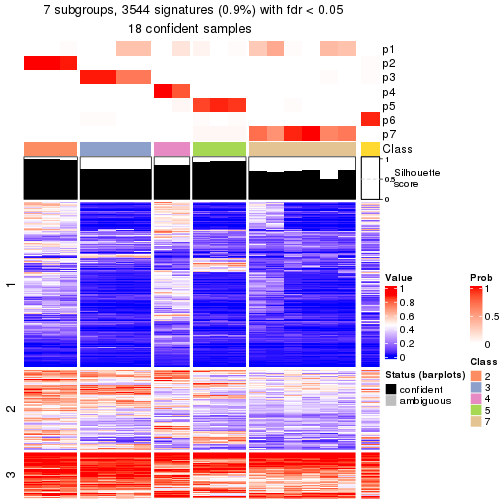 7 subgroups, 3544 signatures (0.9%) with fdr < 0.05
18 confident samples
p1
p2
p3
p4
p5
p6
p7
Class
1
0.5
0
Silhouette
score
1
2
3
Value
1
0.8
0.6
0.4
0.2
0
Prob
1
0.5
0
Status (barplots)
confident
ambiguous
Class
2
3
4
5
7